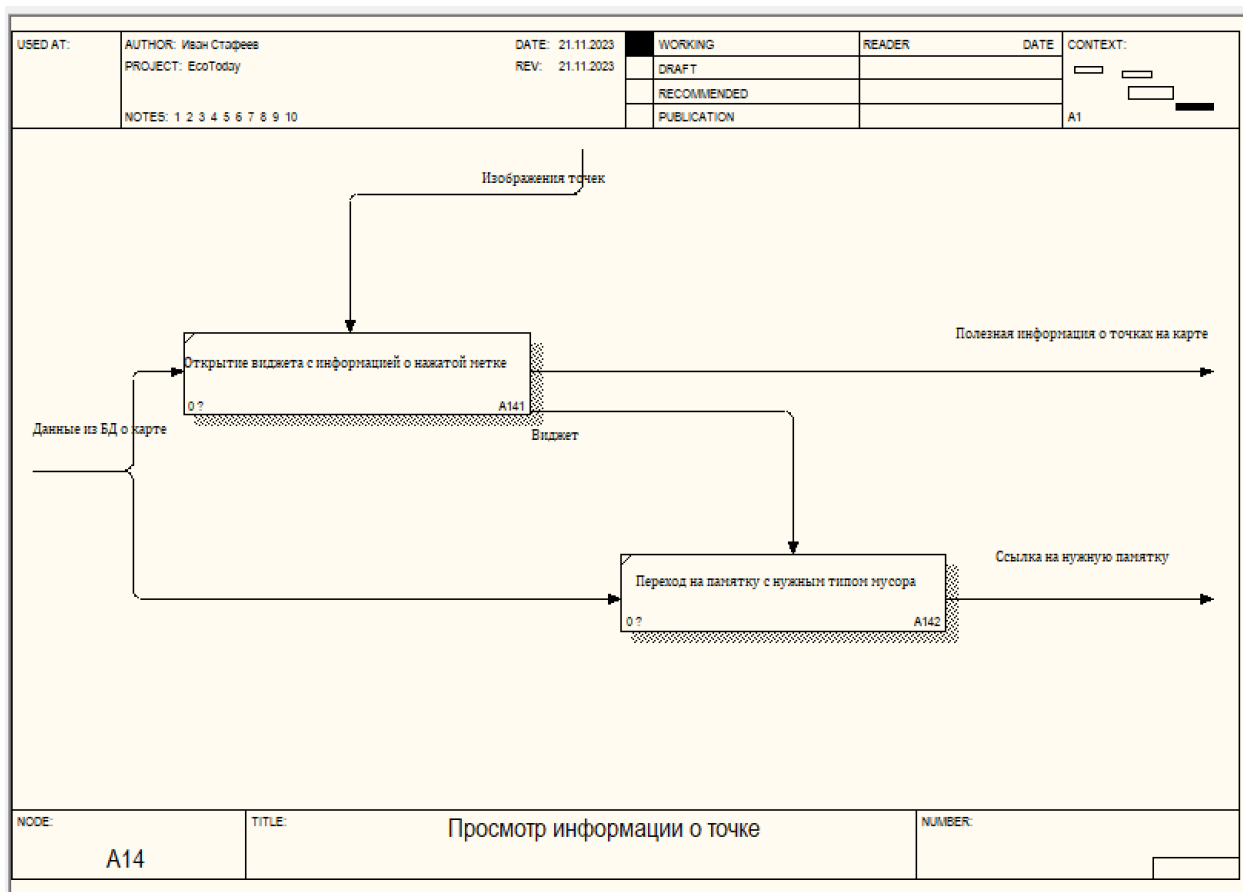 USED AT:
AUTHOR: Иван Стафеев
DATE: 21.11.2023
PROJECT: EcoToday
REV: 21.11.2023
NOTES: 1 2 3 4 5 6 7 8 9 10
WORKING
DRAFT
RECOMMENDED
PUBLICATION
READER
DATE
CONTEXT:
A1
Изображения точек
Полезная информация о точках на карте
Открытие виджета с информацией о нажатой метке
0 ?
A141
Данные из БД о карте
Виджет
Ссылка на нужную памятку
Переход на памятку с нужным типом мусора
0 ?
A142
NODE:
A14
TITLE:
Просмотр информации о точке
NUMBER: